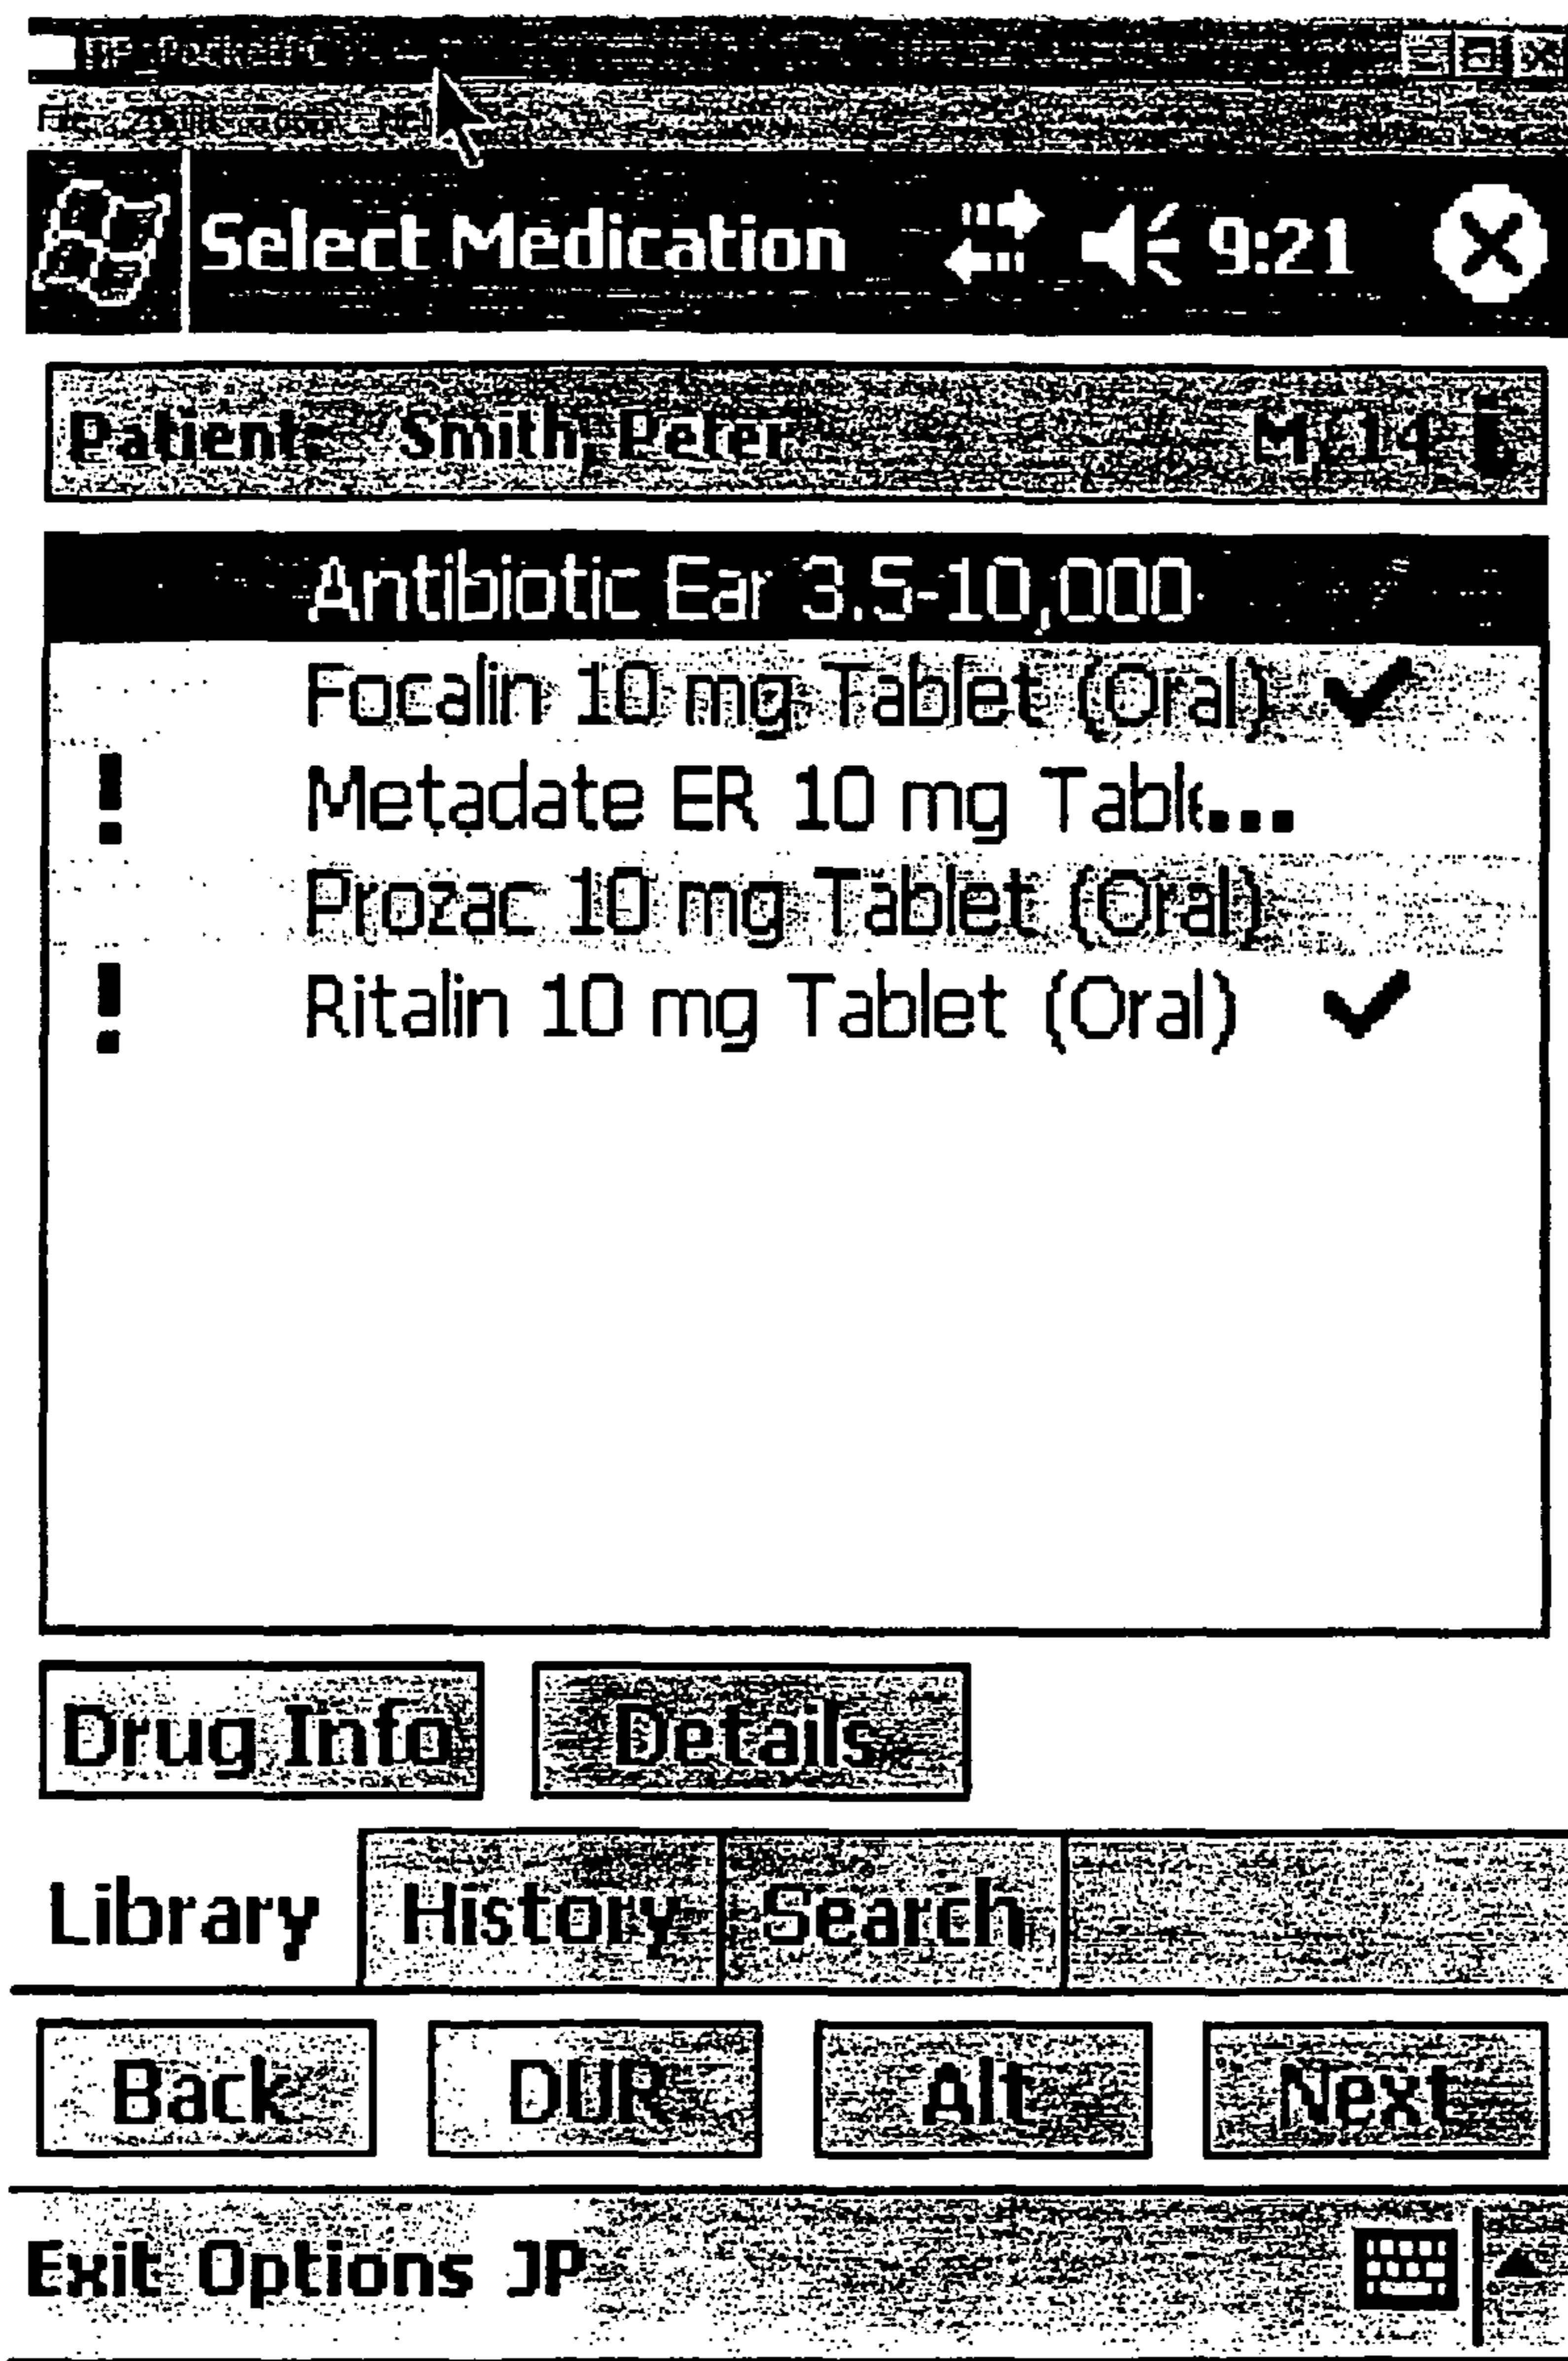 Select Medication 9:21
Patient: Smith, Peter M, 14
Antibiotic Ear 3.5-10,000
Focalin 10 mg Tablet (Oral)
! Metadate ER 10 mg Table...
Prozac 10 mg Tablet (Oral)
! Ritalin 10 mg Tablet (Oral)
Drug Info Details
Library History Search
Back DUR Alt Next
Exit Options JP